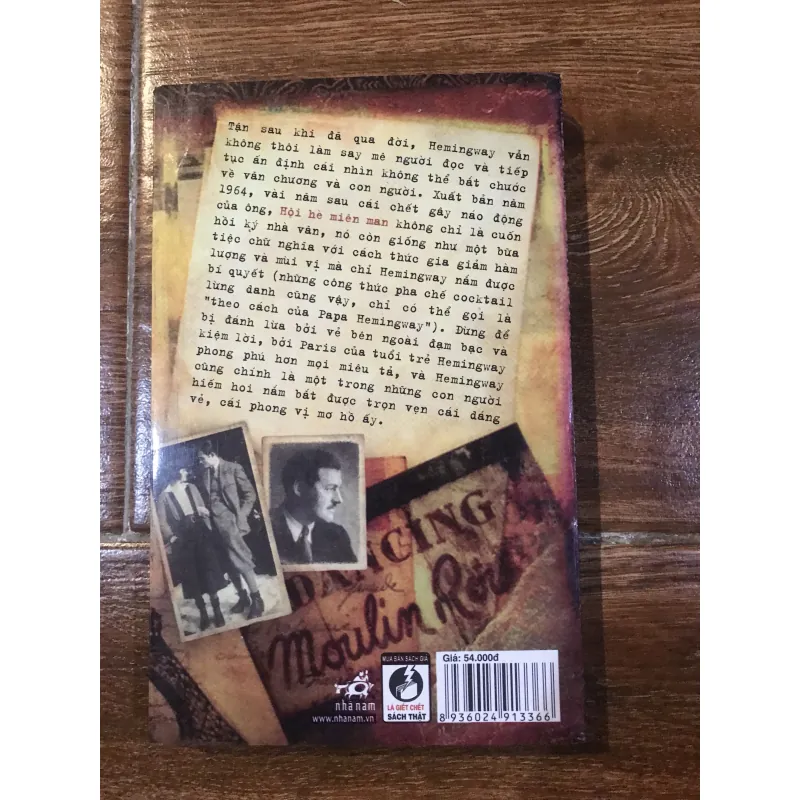 Tận sau khi đã qua đời, Hemingway vẫn
không thôi làm say mê người đọc và tiếp
tục ấn định cái nhìn không thể bắt chước
về văn chương và con người. Xuất bản năm
1964, vài năm sau cái chết gây náo động
của ông, Hội hè miên man không chỉ là cuốn
hồi ký nhà văn, nó còn giống như một bữa
tiệc chữ nghĩa với cách thức gia giảm hàm
lượng và mùi vị mà chỉ Hemingway nắm được
bí quyết (những công thức pha chế cocktail
lừng danh cũng vậy, chỉ có thể gọi là
"theo cách của Papa Hemingway"). Đừng để
bị đánh lừa bởi vẻ bên ngoài đạm bạc và
kiệm lời, bởi Paris của tuổi trẻ Hemingway
phong phú hơn mọi miêu tả, và Hemingway
cũng chính là một trong những con người
hiếm hoi nắm bắt được trọn vẹn cái dáng
vẻ, cái phong vị mơ hồ ấy.
DANCING
Moulin Rou
nhã nam
www.nhanam.vn
MUA BÁN SÁCH GIẢ
LÀ GIẾT CHẾT
SÁCH THẬT
Giá: 54.000đ
8 936024 913366